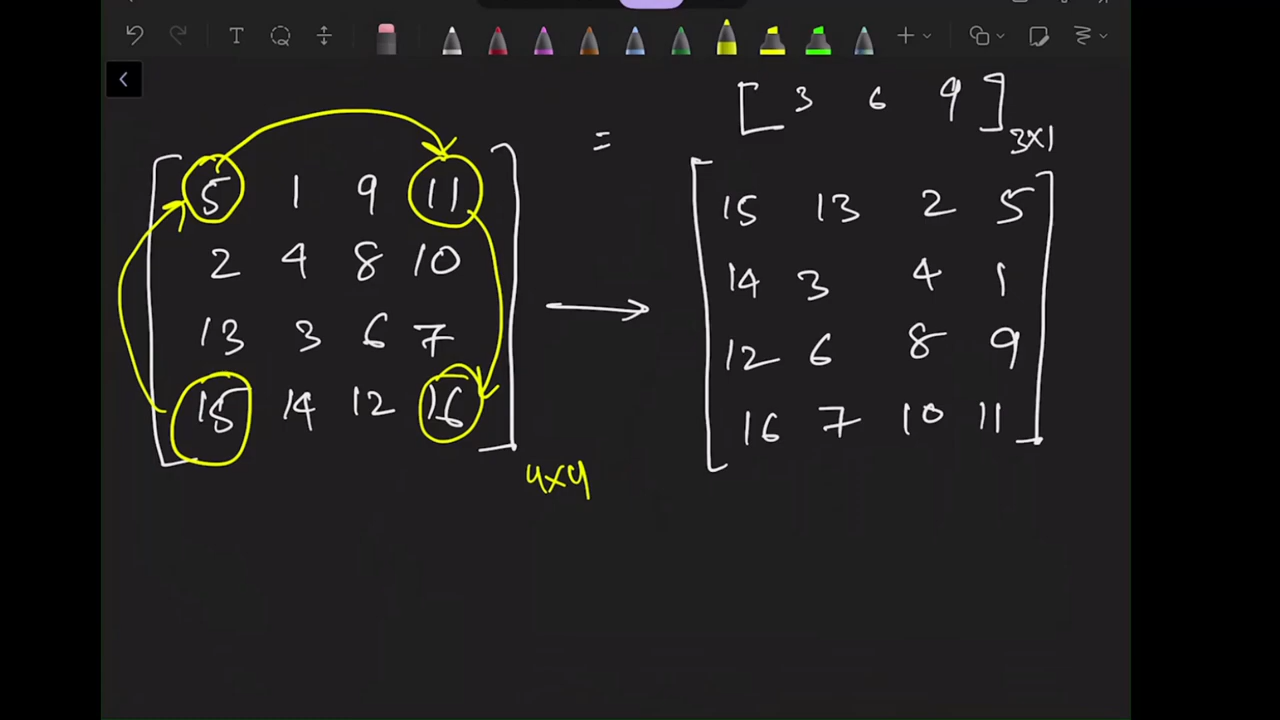 [ 3 6 9 ] 3x1
=
5 1 9 11
2 4 8 10
13 3 6 7
15 14 12 16
4x4
15 13 2 5
14 3 4 1
12 6 8 9
16 7 10 11